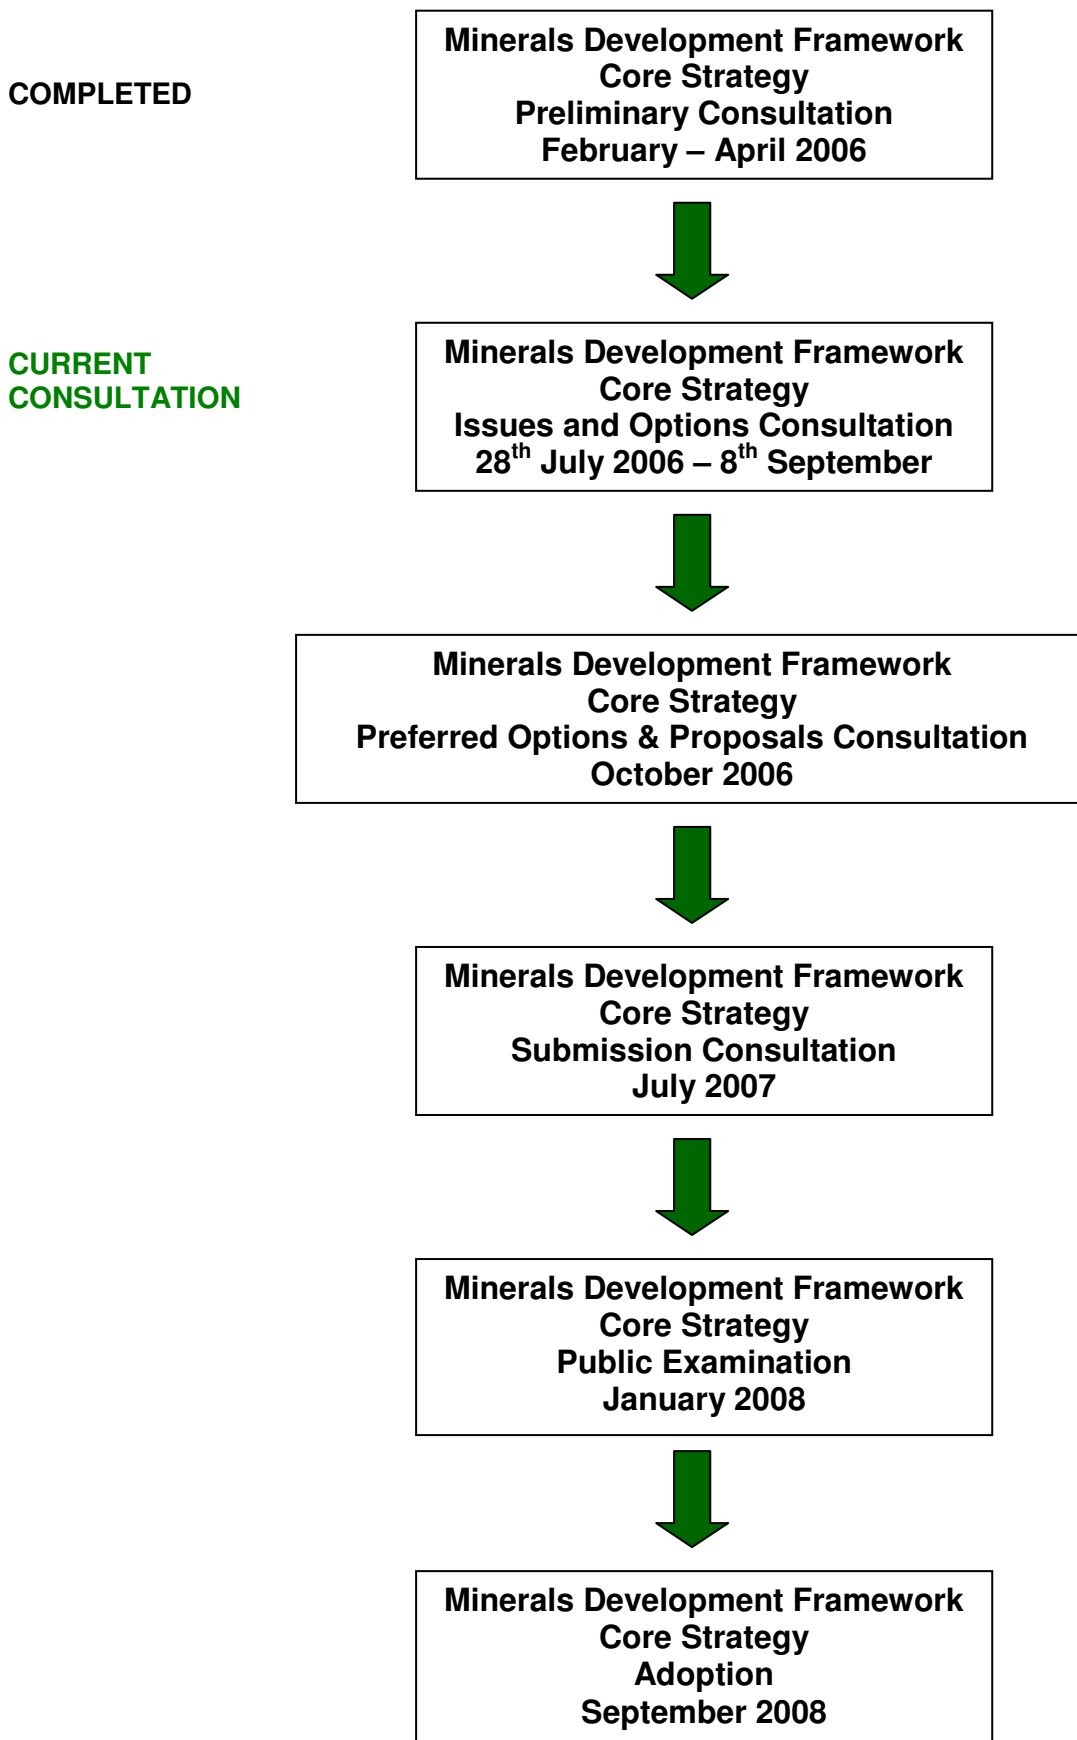 COMPLETED
Minerals Development Framework
Core Strategy
Preliminary Consultation
February – April 2006
CURRENT
CONSULTATION
Minerals Development Framework
Core Strategy
Issues and Options Consultation
28th July 2006 – 8th September
Minerals Development Framework
Core Strategy
Preferred Options & Proposals Consultation
October 2006
Minerals Development Framework
Core Strategy
Submission Consultation
July 2007
Minerals Development Framework
Core Strategy
Public Examination
January 2008
Minerals Development Framework
Core Strategy
Adoption
September 2008